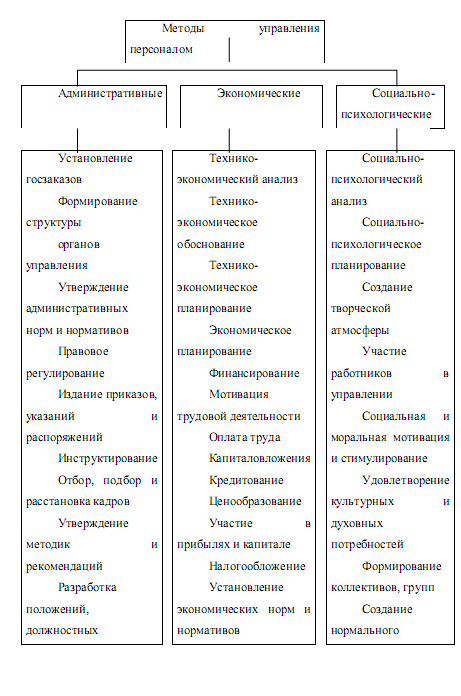 Методы управления
персоналом
Административные
Экономические
Социально-
психологические
Установление
госзаказов
Формирование
структуры
органов
управления
Утверждение
административных
норм и нормативов
Правовое
регулирование
Издание приказов,
указаний и
распоряжений
Инструктирование
Отбор, подбор и
расстановка кадров
Утверждение
методик и
рекомендаций
Разработка
положений,
должностных
Технико-
экономический анализ
Технико-
экономическое
обоснование
Технико-
экономическое
планирование
Экономическое
планирование
Финансирование
Мотивация
трудовой деятельности
Оплата труда
Капиталовложения
Кредитование
Ценообразование
Участие в
прибылях и капитале
Налогообложение
Установление
экономических норм и
нормативов
Социально-
психологический
анализ
Социально-
психологическое
планирование
Создание
творческой
атмосферы
Участие
работников в
управлении
Социальная и
моральная мотивация
и стимулирование
Удовлетворение
культурных и
духовных
потребностей
Формирование
коллективов, групп
Создание
нормального